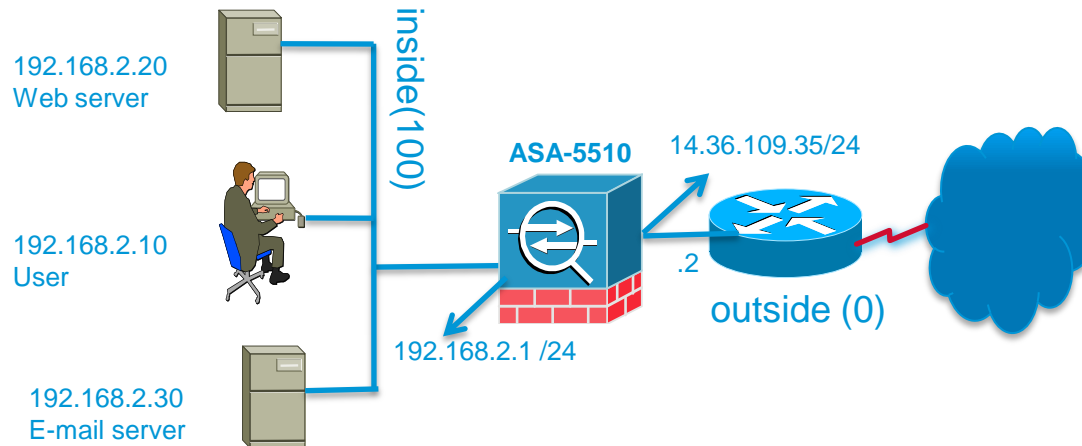 192.168.2.20
Web server
inside(100)
ASA-5510
14.36.109.35/24
192.168.2.10
User
.2
outside (0)
192.168.2.1 /24
192.168.2.30
E-mail server